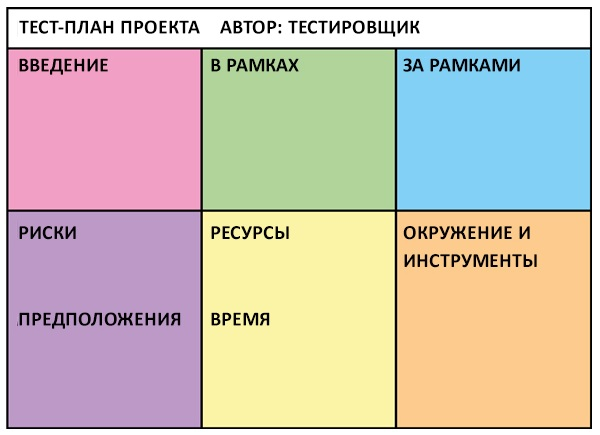 ТЕСТ-ПЛАН ПРОЕКТА АВТОР: ТЕСТИРОВЩИК
ВВЕДЕНИЕ
В РАМКАХ
ЗА РАМКАМИ
РИСКИ
ПРЕДПОЛОЖЕНИЯ
РЕСУРСЫ
ВРЕМЯ
ОКРУЖЕНИЕ И
ИНСТРУМЕНТЫ